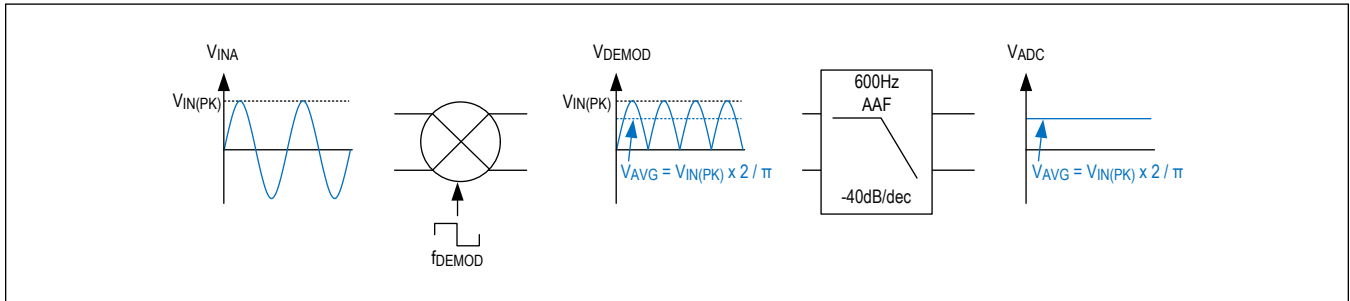 VINA
VIN(PK)
fDEMOD
VDEMOD
VIN(PK)
VAVG = VIN(PK) x 2 / π
600Hz
AAF
-40dB/dec
VADC
VAVG = VIN(PK) x 2 / π